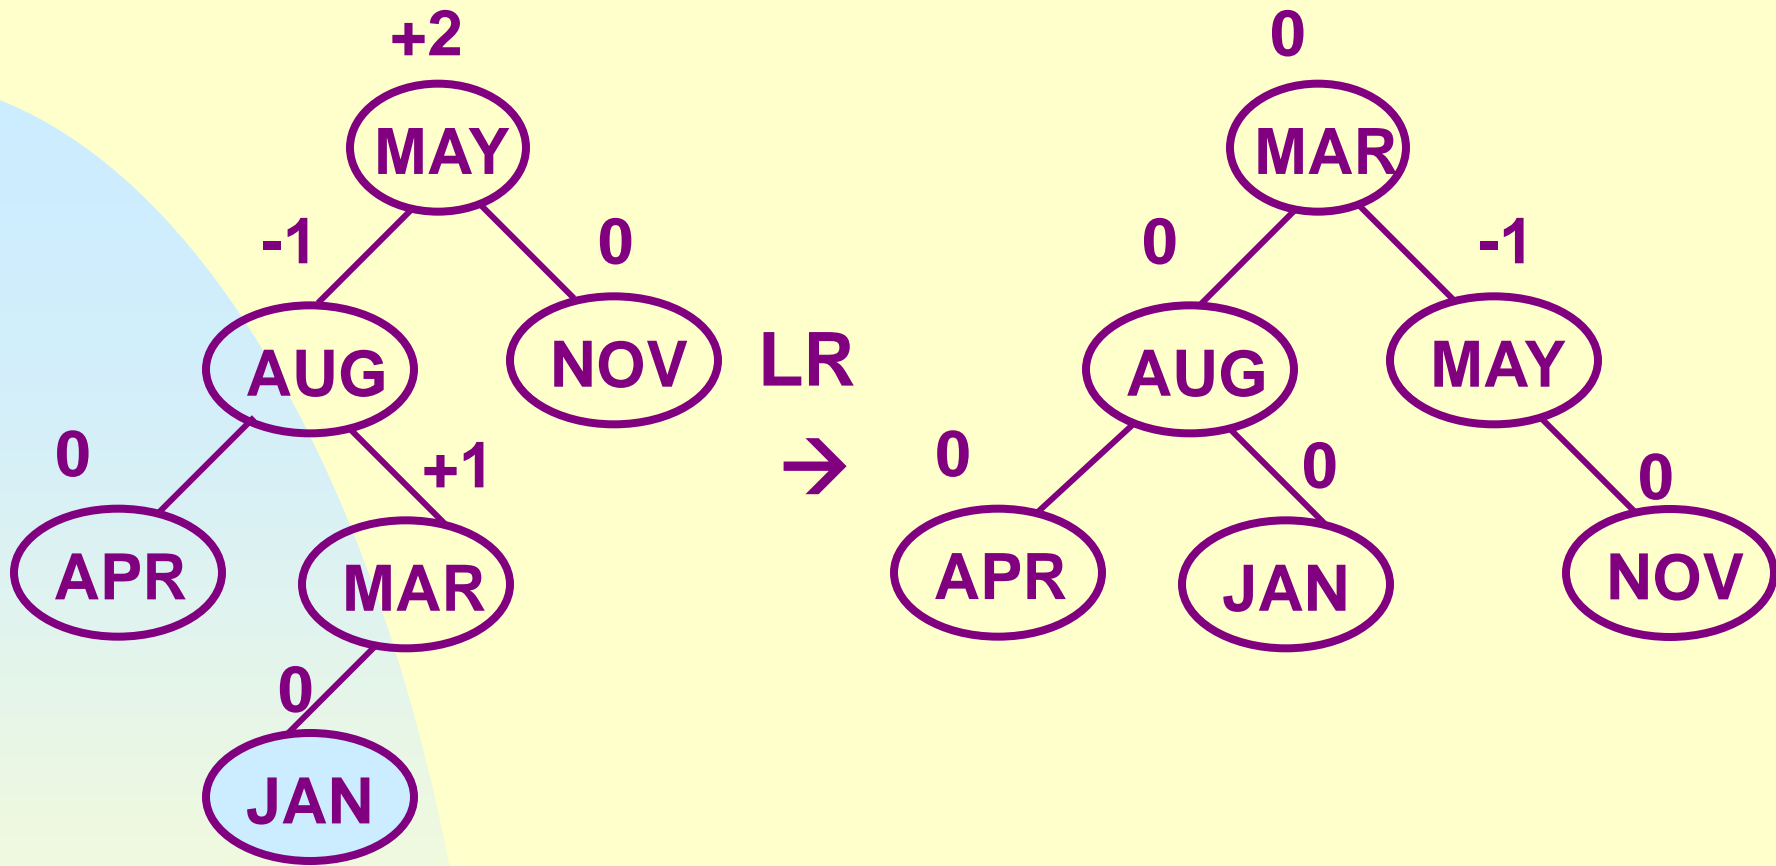 +2 0
MAY MAR
-1 0 0 -1
AUG NOV LR AUG MAY
0 +1 → 0 0 0
APR MAR APR JAN NOV
0
JAN